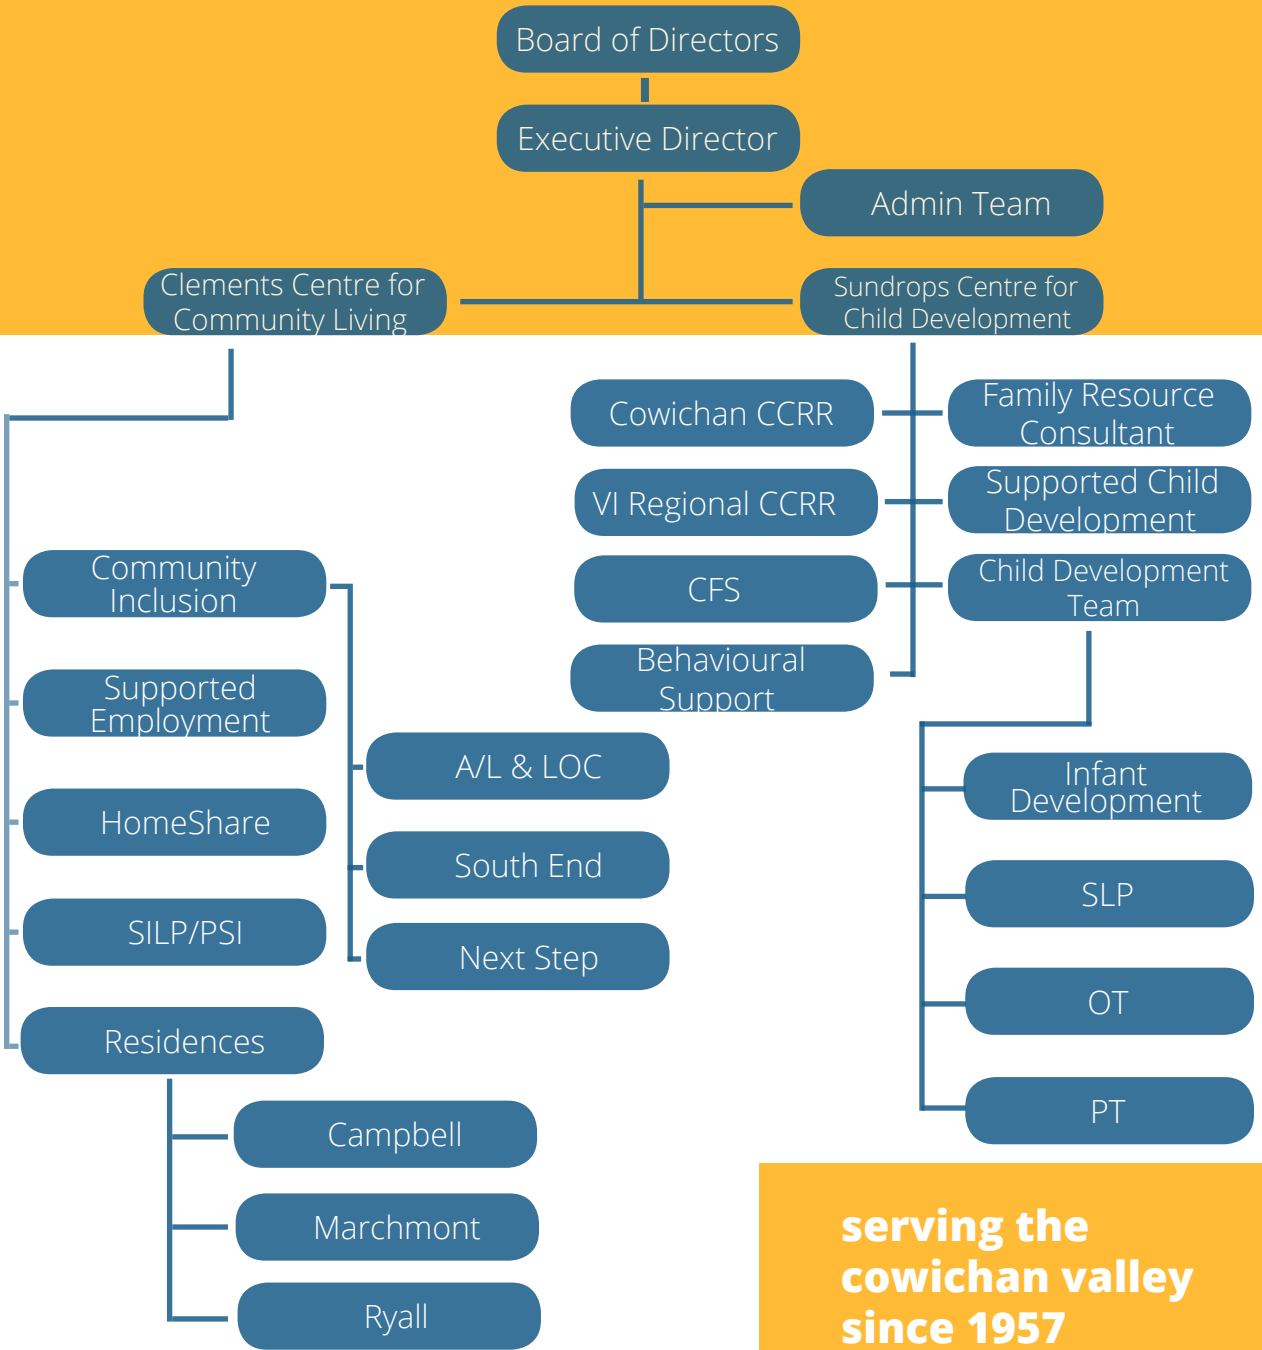 Board of Directors
Executive Director
Admin Team
Clements Centre for
Community Living
Sundrops Centre for
Child Development
Cowichan CCRR
Family Resource
Consultant
VI Regional CCRR
Supported Child
Development
CFS
Child Development
Team
Behavioural
Support
Community
Inclusion
Supported
Employment
HomeShare
SILP/PSI
Residences
A/L & LOC
South End
Next Step
Infant
Development
SLP
OT
PT
Campbell
Marchmont
Ryall
serving the
cowichan valley
since 1957